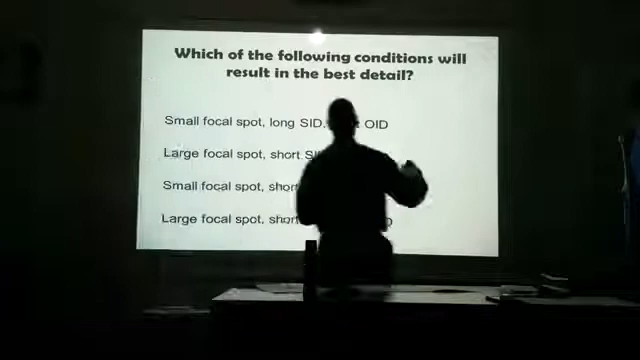 Which of the following conditions will
result in the best detail?
Small focal spot, long SID, OID
Large focal spot, short
Small focal spot, short
Large focal spot, short